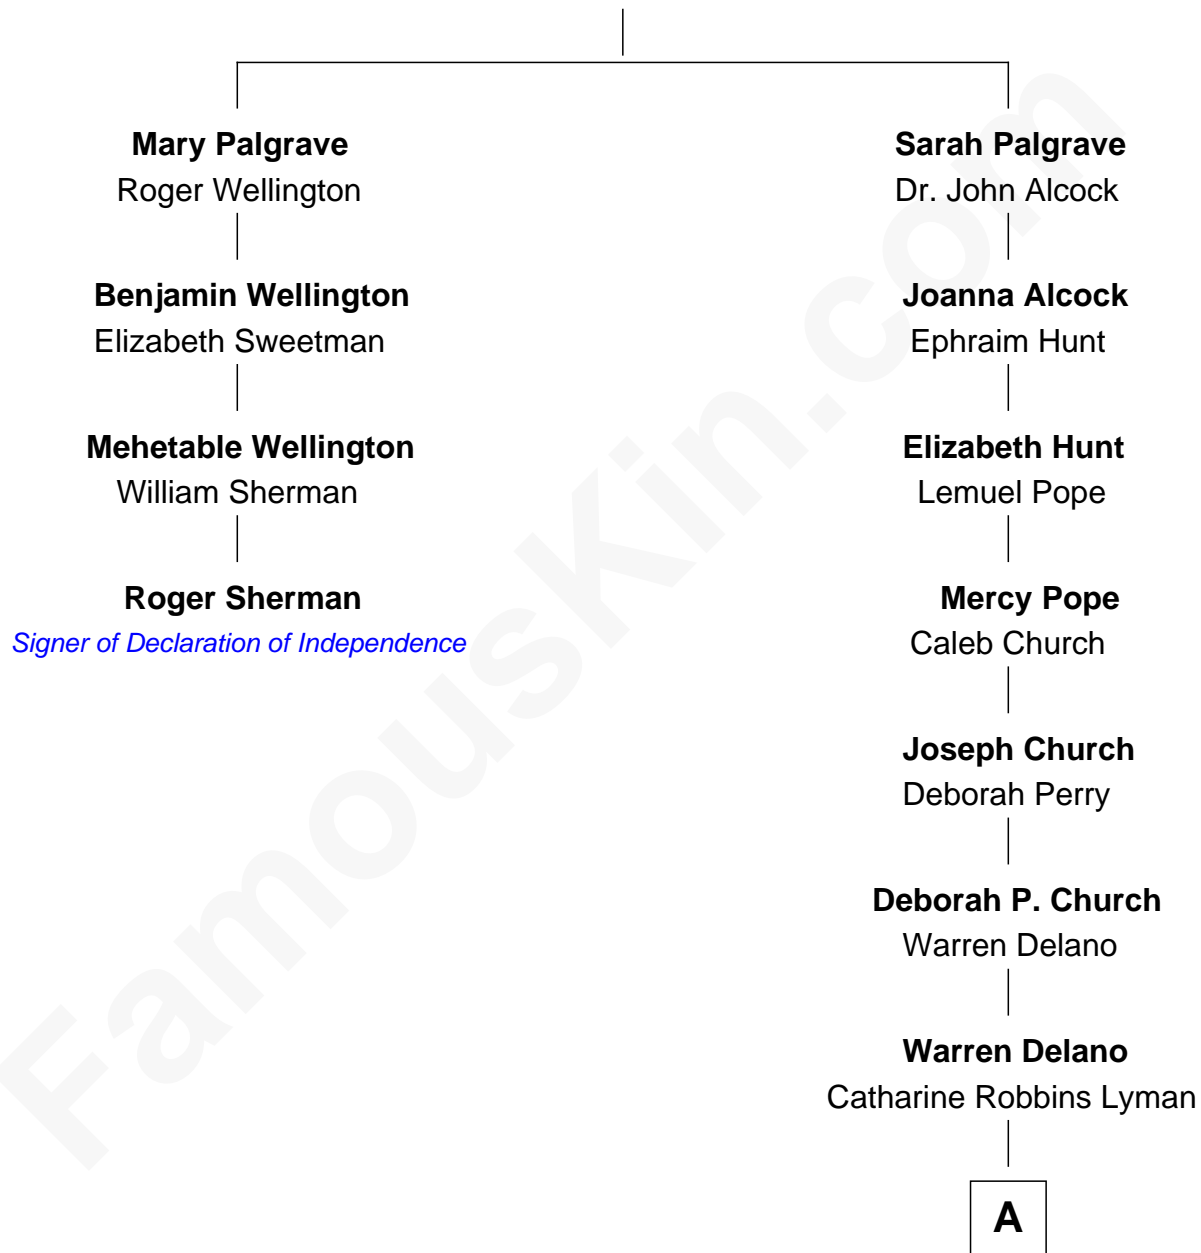 Mary Palgrave
Roger Wellington
Benjamin Wellington
Elizabeth Sweetman
Mehetable Wellington
William Sherman
Roger Sherman
Signer of Declaration of Independence
Sarah Palgrave
Dr. John Alcock
Joanna Alcock
Ephraim Hunt
Elizabeth Hunt
Lemuel Pope
Mercy Pope
Caleb Church
Joseph Church
Deborah Perry
Deborah P. Church
Warren Delano
Warren Delano
Catharine Robbins Lyman
A
FamousKin.com